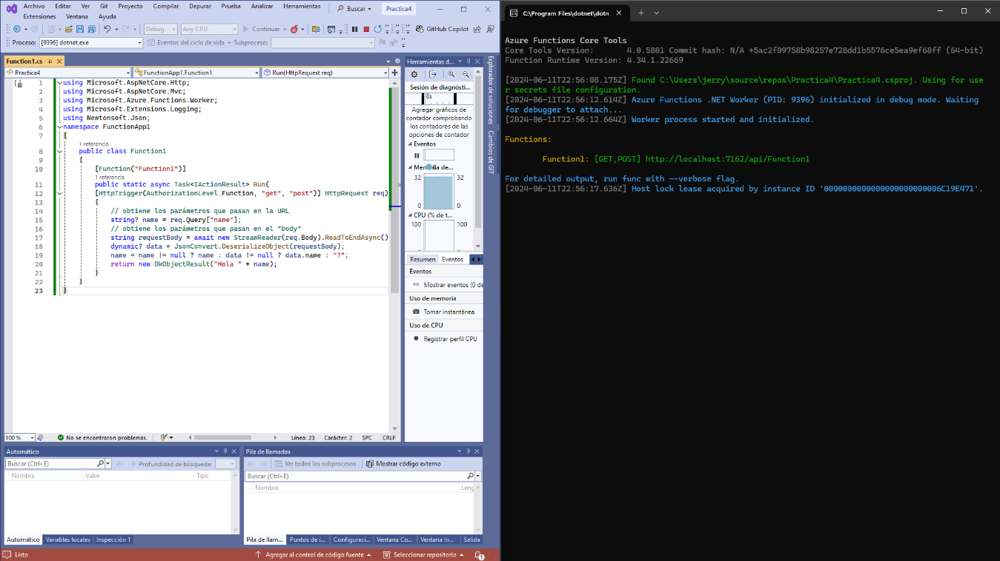 Archivo Editar Ver Git Proyecto Compilar Depurar Prueba Analizar Herramientas Buscar Practica4
Extensiones Ventana Ayuda
Debug Any CPU Continuar GitHub Copilot
Proceso: [9396] dotnet.exe Eventos del ciclo de vida Subproceso:
Function1.cs
Practica4 FunctionApp1.Function1 Run(HttpRequest req)
1 using Microsoft.AspNetCore.Http;
2 using Microsoft.AspNetCore.Mvc;
3 using Microsoft.Azure.Functions.Worker;
4 using Microsoft.Extensions.Logging;
5 using Newtonsoft.Json;
6 namespace FunctionApp1
7 {
1 referencia
8 public class Function1
9 {
10 [Function("Function1")]
1 referencia
11 public static async Task<IActionResult> Run(
12 [HttpTrigger(AuthorizationLevel.Function, "get", "post")] HttpRequest req)
13 {
14 // obtiene los parámetros que pasan en la URL
15 string? name = req.Query["name"];
16 // obtiene los parámetros que pasan en el "body"
17 string requestBody = await new StreamReader(req.Body).ReadToEndAsync()
18 dynamic? data = JsonConvert.DeserializeObject(requestBody);
19 name = name != null ? name : data != null ? data.name : "?";
20 return new OkObjectResult("Hola " + name);
21 }
22 }
23 }
100 % No se encontraron problemas. Línea: 23 Carácter: 2 SPC CRLF
Herramientas d...
Sesión de diagnósti...
8s
Agregar gráficos de
contador comprobando
los contadores de las
opciones de contador
Eventos
Memoria de...
32 32
0 0
CPU (% de t...
100 100
Resumen Eventos
Eventos
Mostrar eventos (0 de
Uso de memoria
Tomar instantánea
Uso de CPU
Registrar perfil CPU
Explorador de soluciones
Cambios de GIT
Automático
Buscar (Ctrl+E) Profundidad de búsqueda:
Nombre Valor Tipo
Automático Variables locales Inspección 1
Pila de llamadas
Ver todos los subprocesos Mostrar código externo
Buscar (Ctrl+E)
Nombre Leng
Pila de llam... Puntos de i... Configuraci... Ventana Co... Ventana In... Salida
Listo Agregar al control de código fuente Seleccionar repositorio 1
C:\Program Files\dotnet\dotn
Azure Functions Core Tools
Core Tools Version: 4.0.5801 Commit hash: N/A +5ac2f09758b98257e728dd1b5576ce5ea9ef68ff (64-bit)
Function Runtime Version: 4.34.1.22669
[2024-06-11T22:56:08.175Z] Found C:\Users\jerry\source\repos\Practica4\Practica4.csproj. Using for use
r secrets file configuration.
[2024-06-11T22:56:12.614Z] Azure Functions .NET Worker (PID: 9396) initialized in debug mode. Waiting
for debugger to attach...
[2024-06-11T22:56:12.664Z] Worker process started and initialized.
Functions:
Function1: [GET,POST] http://localhost:7162/api/Function1
For detailed output, run func with --verbose flag.
[2024-06-11T22:56:17.636Z] Host lock lease acquired by instance ID '0000000000000000000000006C19E471'.